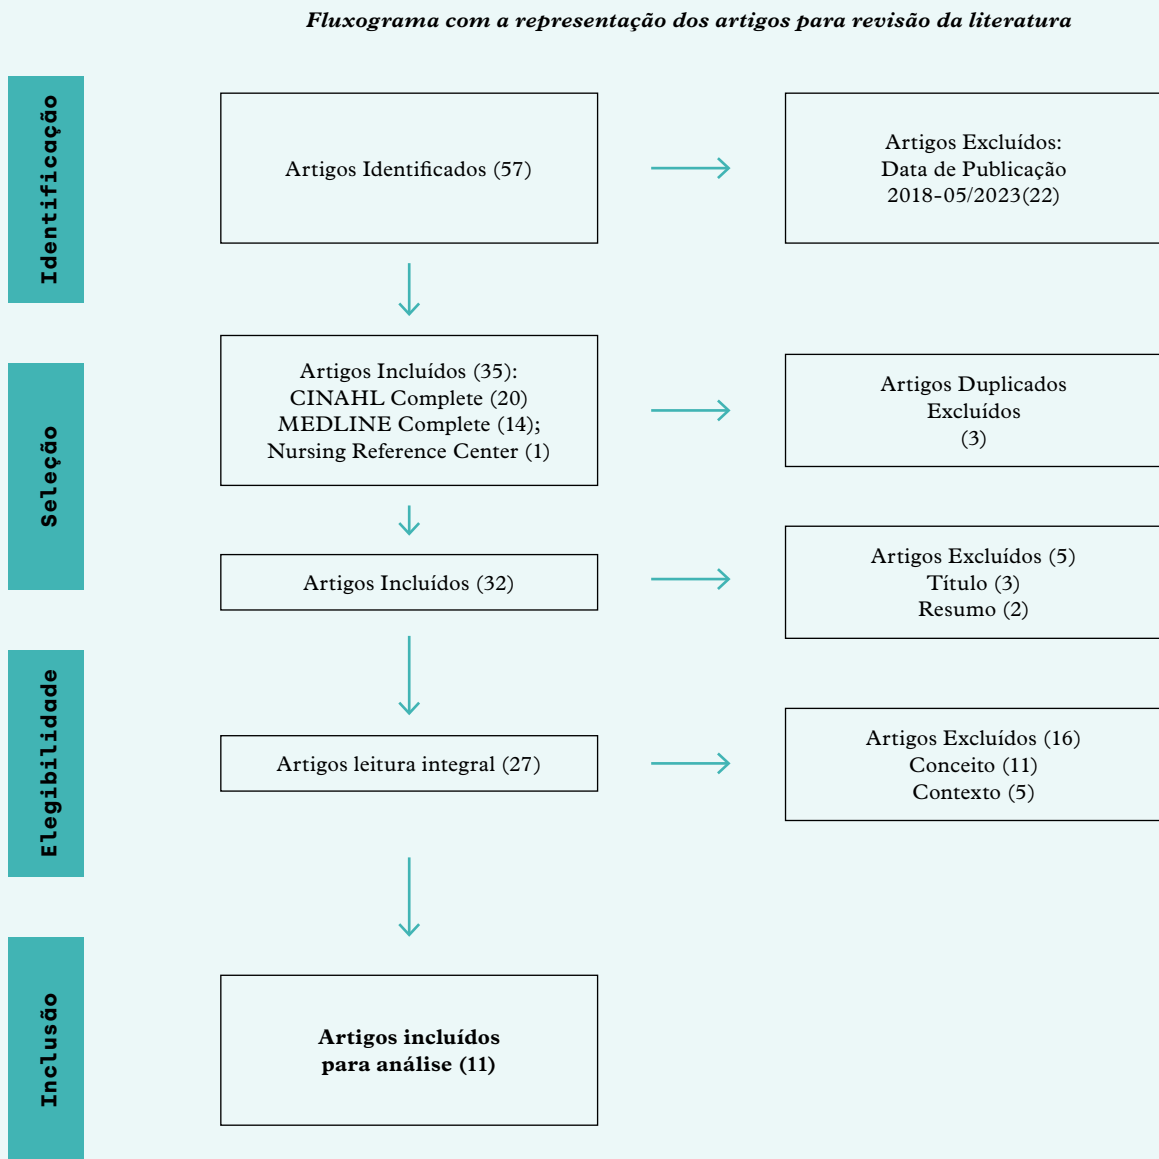 Fluxograma com a representação dos artigos para revisão da literatura
Identificação
Artigos Identificados (57)
Artigos Excluídos:
Data de Publicação
2018-05/2023(22)
Seleção
Artigos Incluídos (35):
CINAHL Complete (20)
MEDLINE Complete (14);
Nursing Reference Center (1)
Artigos Duplicados
Excluídos
(3)
Artigos Incluídos (32)
Artigos Excluídos (5)
Título (3)
Resumo (2)
Elegibilidade
Artigos leitura integral (27)
Artigos Excluídos (16)
Conceito (11)
Contexto (5)
Inclusão
Artigos incluídos
para análise (11)